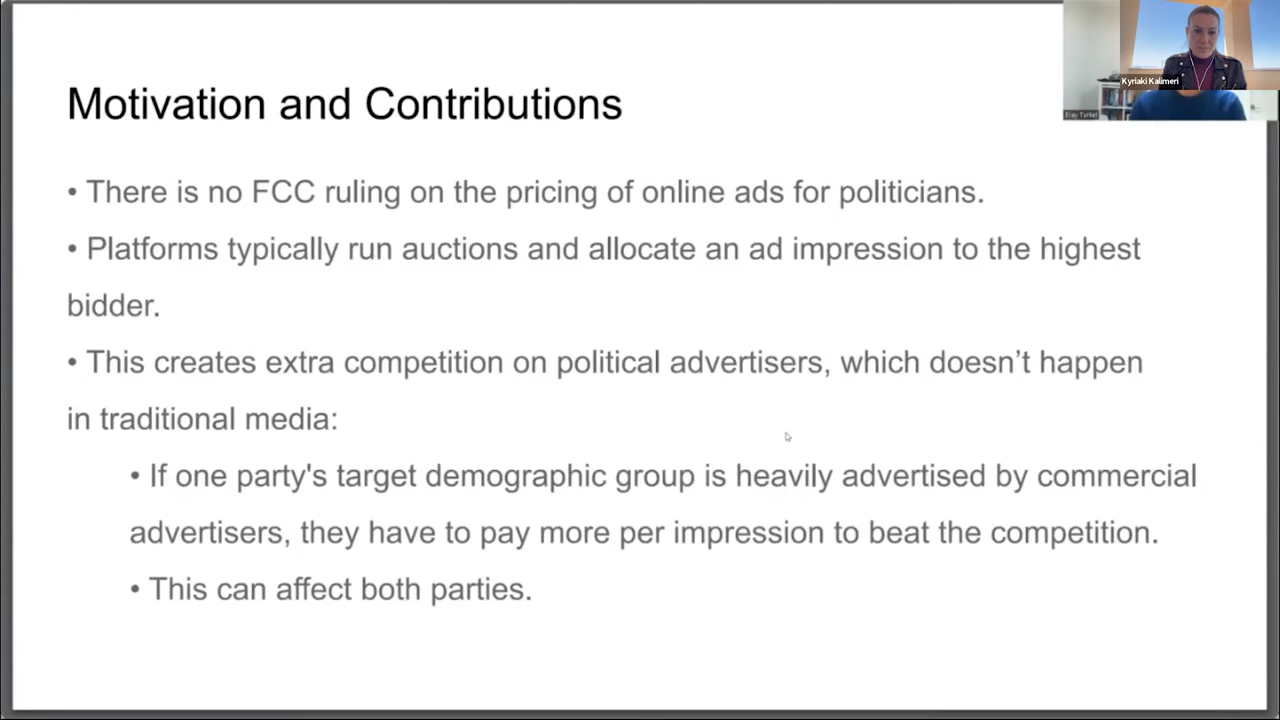 Motivation and Contributions
• There is no FCC ruling on the pricing of online ads for politicians.
• Platforms typically run auctions and allocate an ad impression to the highest
bidder.
• This creates extra competition on political advertisers, which doesn’t happen
in traditional media:
• If one party's target demographic group is heavily advertised by commercial
advertisers, they have to pay more per impression to beat the competition.
• This can affect both parties.
Kyriaki Kalimeri
Eray Turkel